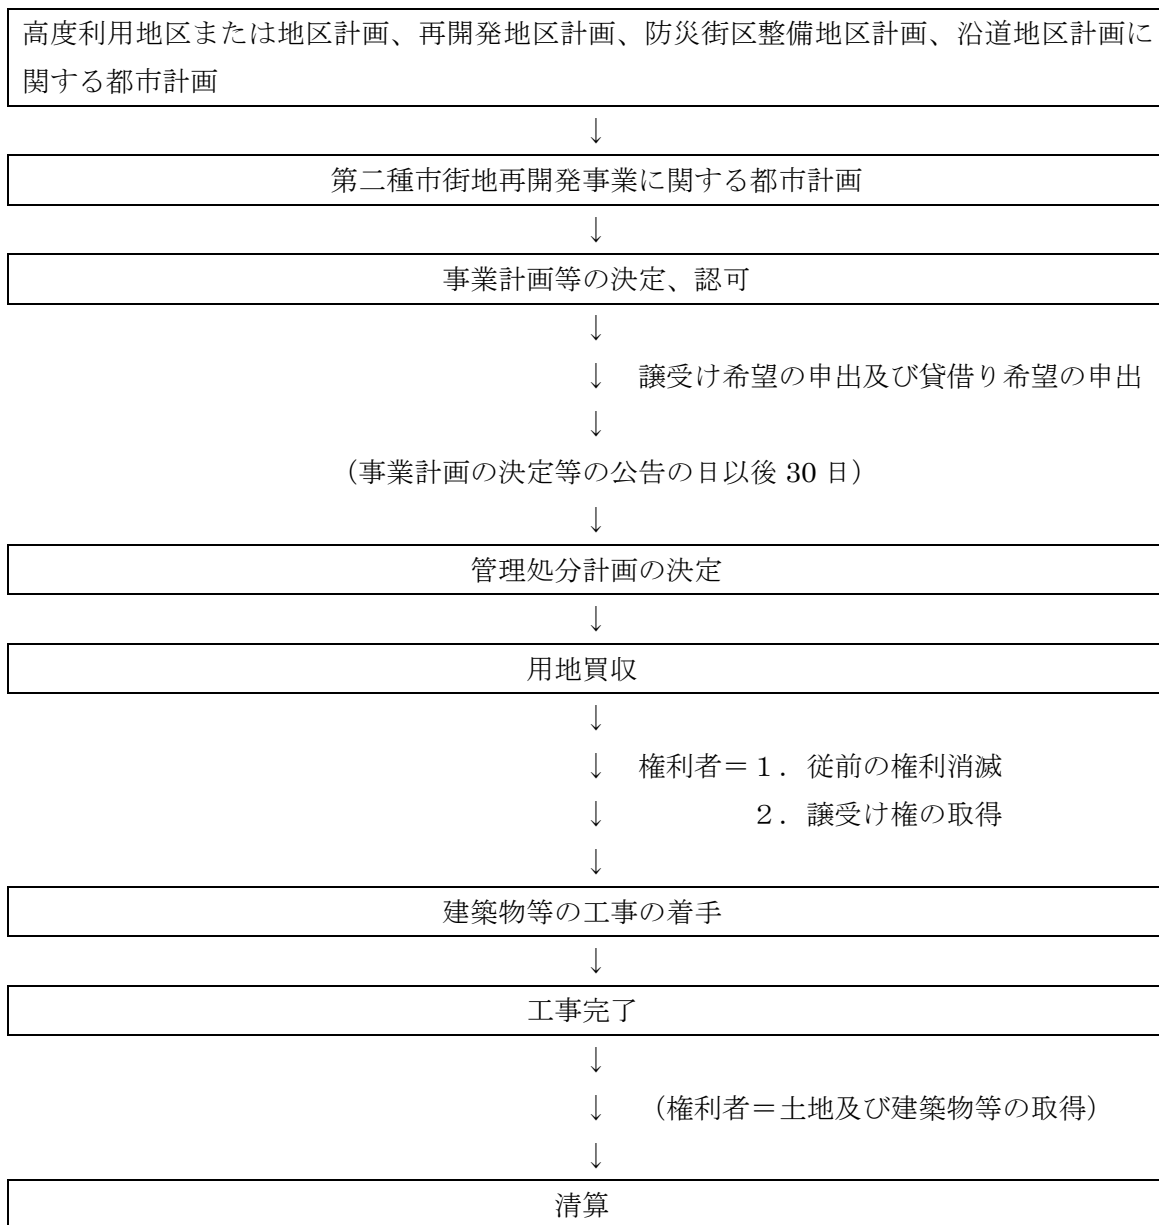 高度利用地区または地区計画、再開発地区計画、防災街区整備地区計画、沿道地区計画に
関する都市計画
↓
第二種市街地再開発事業に関する都市計画
↓
事業計画等の決定、認可
↓
↓ 譲受け希望の申出及び貸借り希望の申出
↓
（事業計画の決定等の公告の日以後 30 日）
↓
管理処分計画の決定
↓
用地買収
↓
↓ 権利者＝１．従前の権利消滅
↓ ２．譲受け権の取得
↓
建築物等の工事の着手
↓
工事完了
↓
↓ （権利者＝土地及び建築物等の取得）
↓
清算